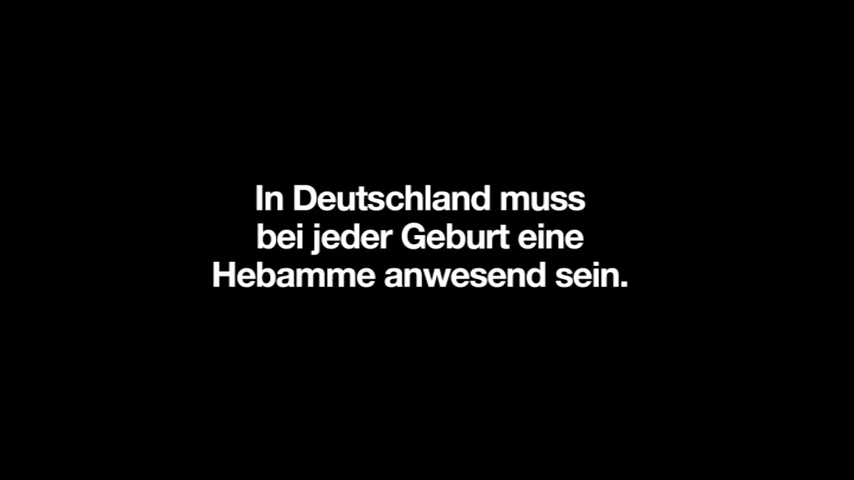 In Deutschland muss
bei jeder Geburt eine
Hebamme anwesend sein.